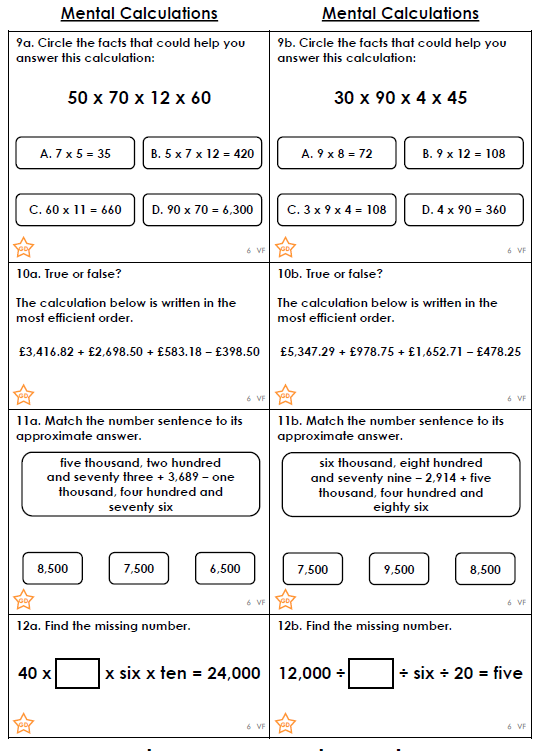 Mental Calculations
9a. Circle the facts that could help you
answer this calculation:
50 x 70 x 12 x 60
A. 7 x 5 = 35
B. 5 x 7 x 12 = 420
C. 60 x 11 = 660
D. 90 x 70 = 6,300
GD
6 VF
Mental Calculations
9b. Circle the facts that could help you
answer this calculation:
30 x 90 x 4 x 45
A. 9 x 8 = 72
B. 9 x 12 = 108
C. 3 x 9 x 4 = 108
D. 4 x 90 = 360
GD
6 VF
10a. True or false?
The calculation below is written in the
most efficient order.
£3,416.82 + £2,698.50 + £583.18 – £398.50
GD
6 VF
10b. True or false?
The calculation below is written in the
most efficient order.
£5,347.29 + £978.75 + £1,652.71 – £478.25
GD
6 VF
11a. Match the number sentence to its
approximate answer.
five thousand, two hundred
and seventy three + 3,689 – one
thousand, four hundred and
seventy six
8,500
7,500
6,500
GD
6 VF
11b. Match the number sentence to its
approximate answer.
six thousand, eight hundred
and seventy nine – 2,914 + five
thousand, four hundred and
eighty six
7,500
9,500
8,500
GD
6 VF
12a. Find the missing number.
40 x x six x ten = 24,000
GD
6 VF
12b. Find the missing number.
12,000 ÷ ÷ six ÷ 20 = five
GD
6 VF